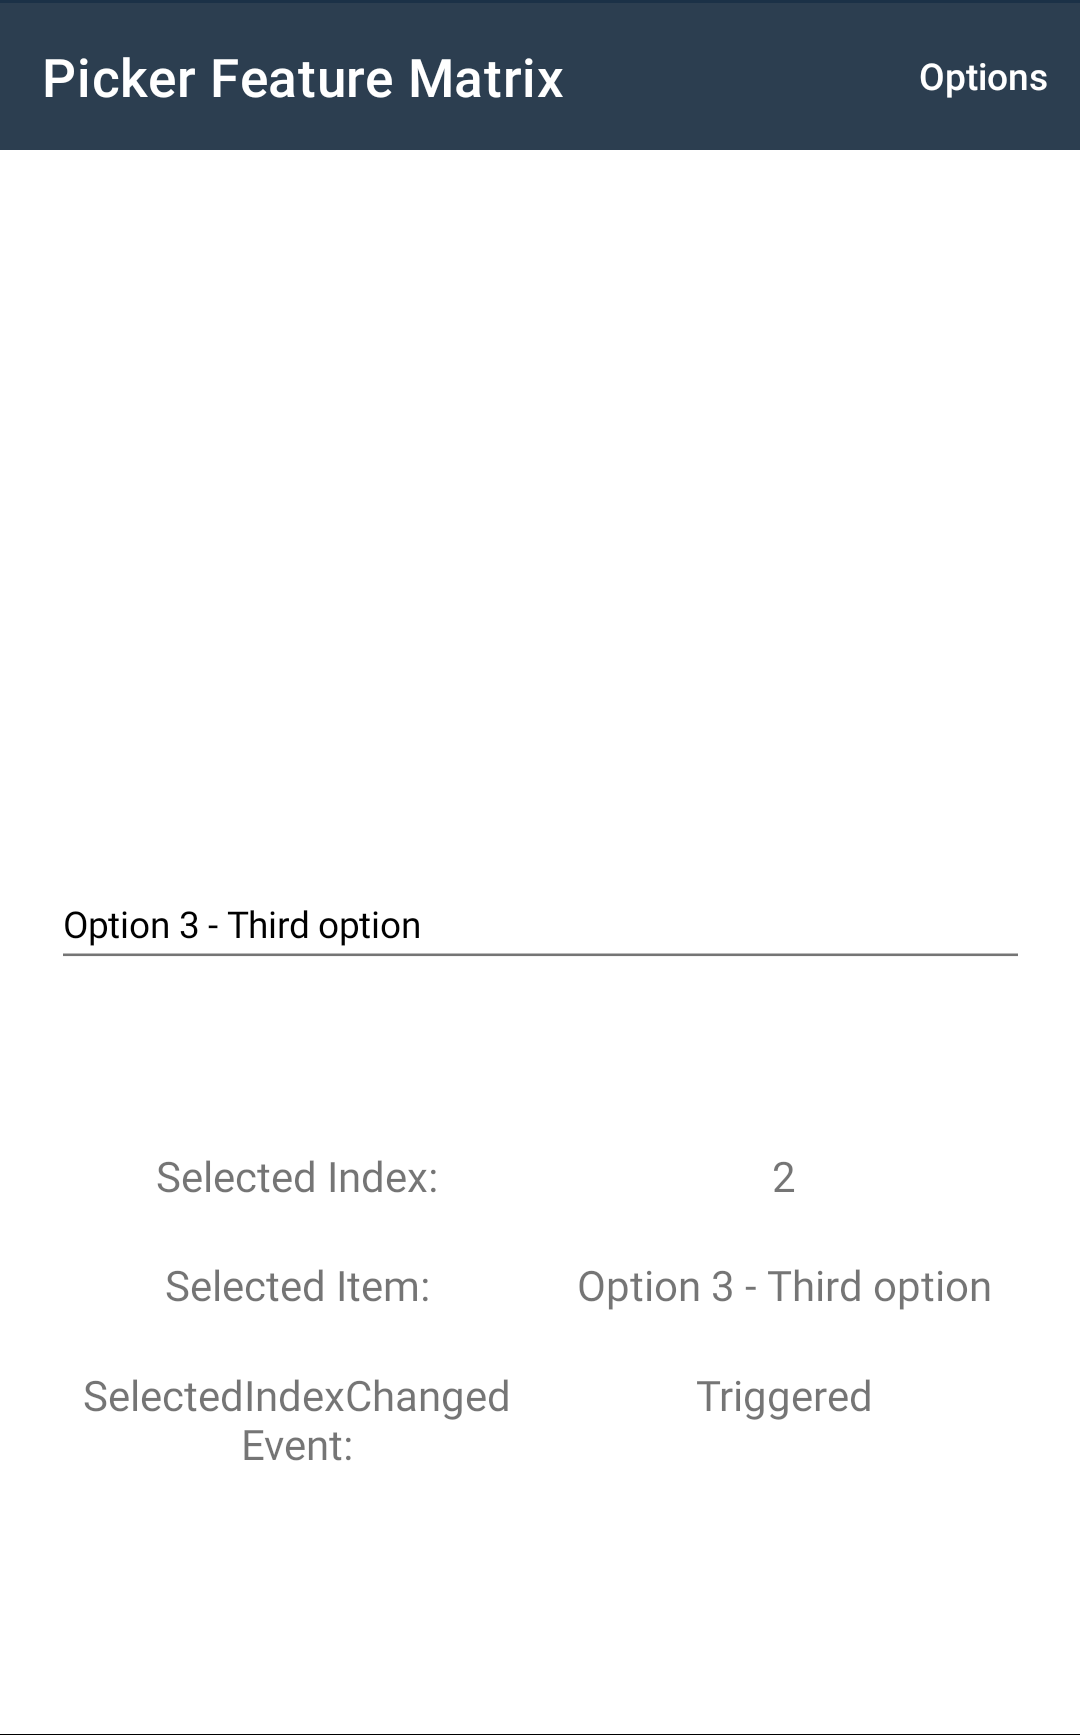 Picker Feature Matrix
Options
Option 3 - Third option
Selected Index:
2
Selected Item:
Option 3 - Third option
SelectedIndexChanged
Event:
Triggered